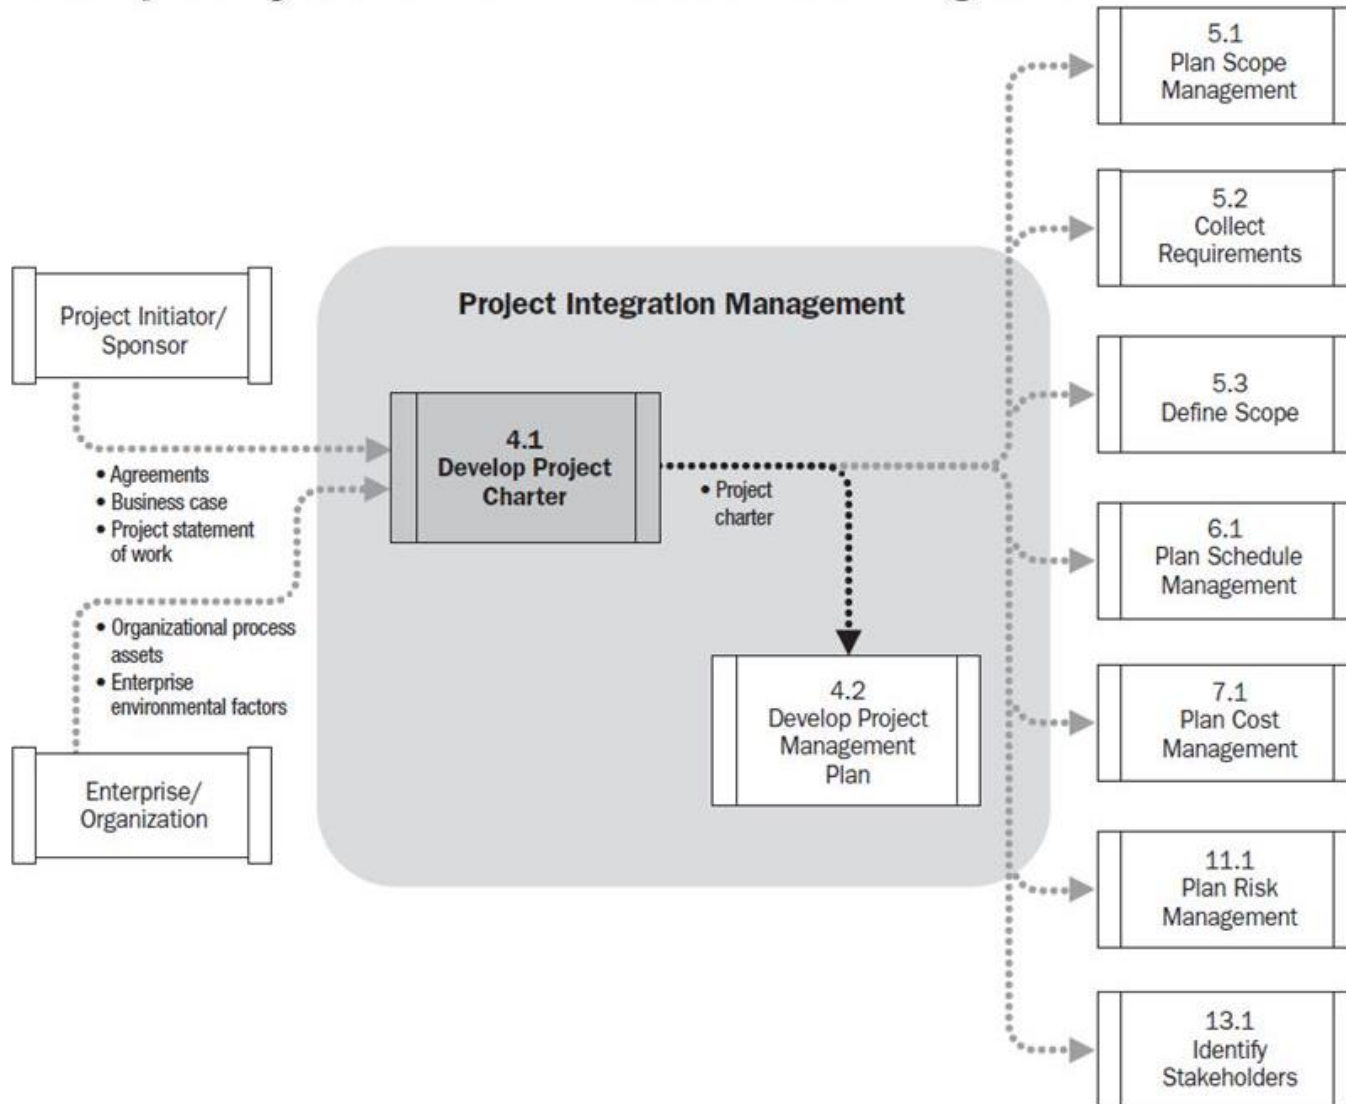 5.1
Plan Scope
Management
5.2
Collect
Requirements
Project Integration Management
Project Initiator/
Sponsor
5.3
Define Scope
4.1
Develop Project
Charter
• Agreements
• Business case
• Project statement
of work
• Project
charter
6.1
Plan Schedule
Management
• Organizational process
assets
• Enterprise
environmental factors
4.2
Develop Project
Management
Plan
7.1
Plan Cost
Management
Enterprise/
Organization
11.1
Plan Risk
Management
13.1
Identify
Stakeholders